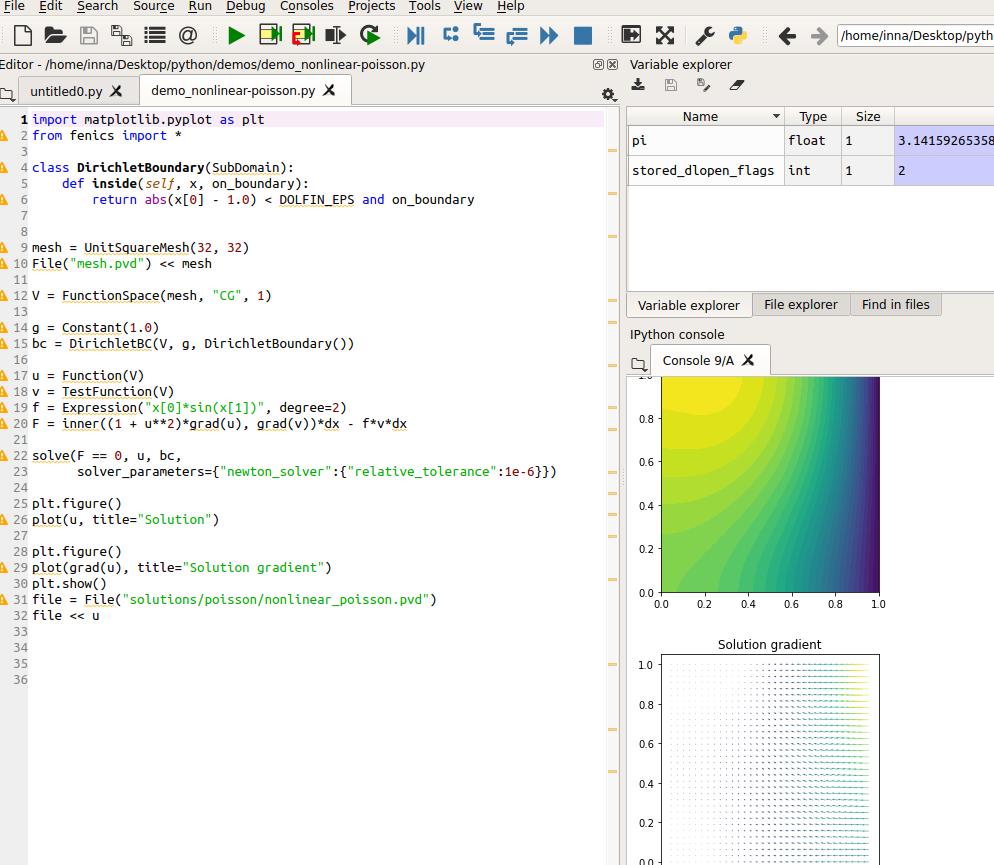 File Edit Search Source Run Debug Consoles Projects Tools View Help
/home/inna/Desktop/pyth
Editor - /home/inna/Desktop/python/demos/demo_nonlinear-poisson.py
untitled0.py
demo_nonlinear-poisson.py
1 import matplotlib.pyplot as plt
2 from fenics import *
3
4 class DirichletBoundary(SubDomain):
5     def inside(self, x, on_boundary):
6         return abs(x[0] - 1.0) < DOLFIN_EPS and on_boundary
7
8
9 mesh = UnitSquareMesh(32, 32)
10 File("mesh.pvd") << mesh
11
12 V = FunctionSpace(mesh, "CG", 1)
13
14 g = Constant(1.0)
15 bc = DirichletBC(V, g, DirichletBoundary())
16
17 u = Function(V)
18 v = TestFunction(V)
19 f = Expression("x[0]*sin(x[1])", degree=2)
20 F = inner((1 + u**2)*grad(u), grad(v))*dx - f*v*dx
21
22 solve(F == 0, u, bc,
23       solver_parameters={"newton_solver":{"relative_tolerance":1e-6}})
24
25 plt.figure()
26 plot(u, title="Solution")
27
28 plt.figure()
29 plot(grad(u), title="Solution gradient")
30 plt.show()
31 file = File("solutions/poisson/nonlinear_poisson.pvd")
32 file << u
33
34
35
36
Variable explorer
Name Type Size
pi float 1 3.14159265358
stored_dlopen_flags int 1 2
Variable explorer File explorer Find in files
IPython console
Console 9/A
1.0
0.8
0.6
0.4
0.2
0.0
0.0 0.2 0.4 0.6 0.8 1.0
Solution gradient
1.0
0.8
0.6
0.4
0.2
0.0